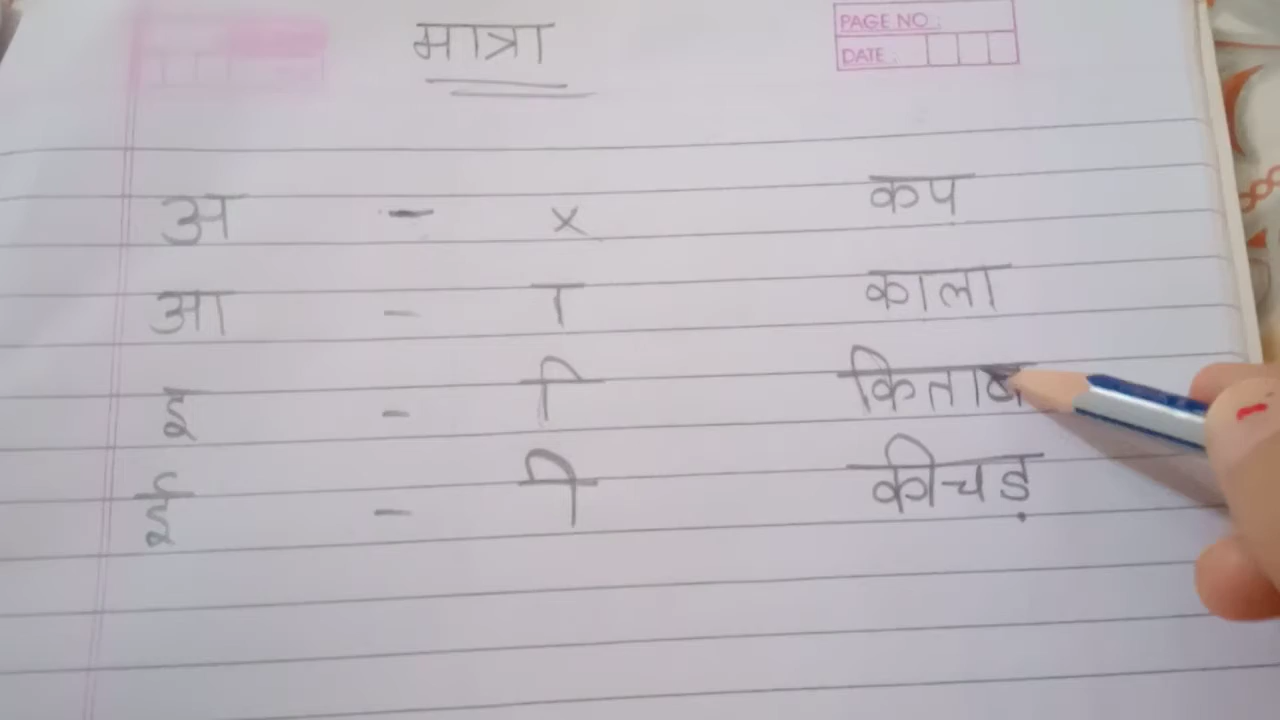 मात्रा
PAGE NO.:
DATE:
अ - x कप
आ - ा काला
इ - ि किताब
ई - ी कीचड़